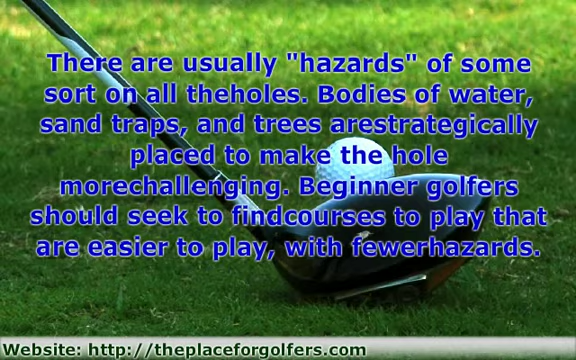 There are usually "hazards" of some
sort on all theholes. Bodies of water,
sand traps, and trees arestrategically
placed to make the hole
morechallenging. Beginner golfers
should seek to findcourses to play that
are easier to play, with fewerhazards.
Website: http://theplaceforgolfers.com